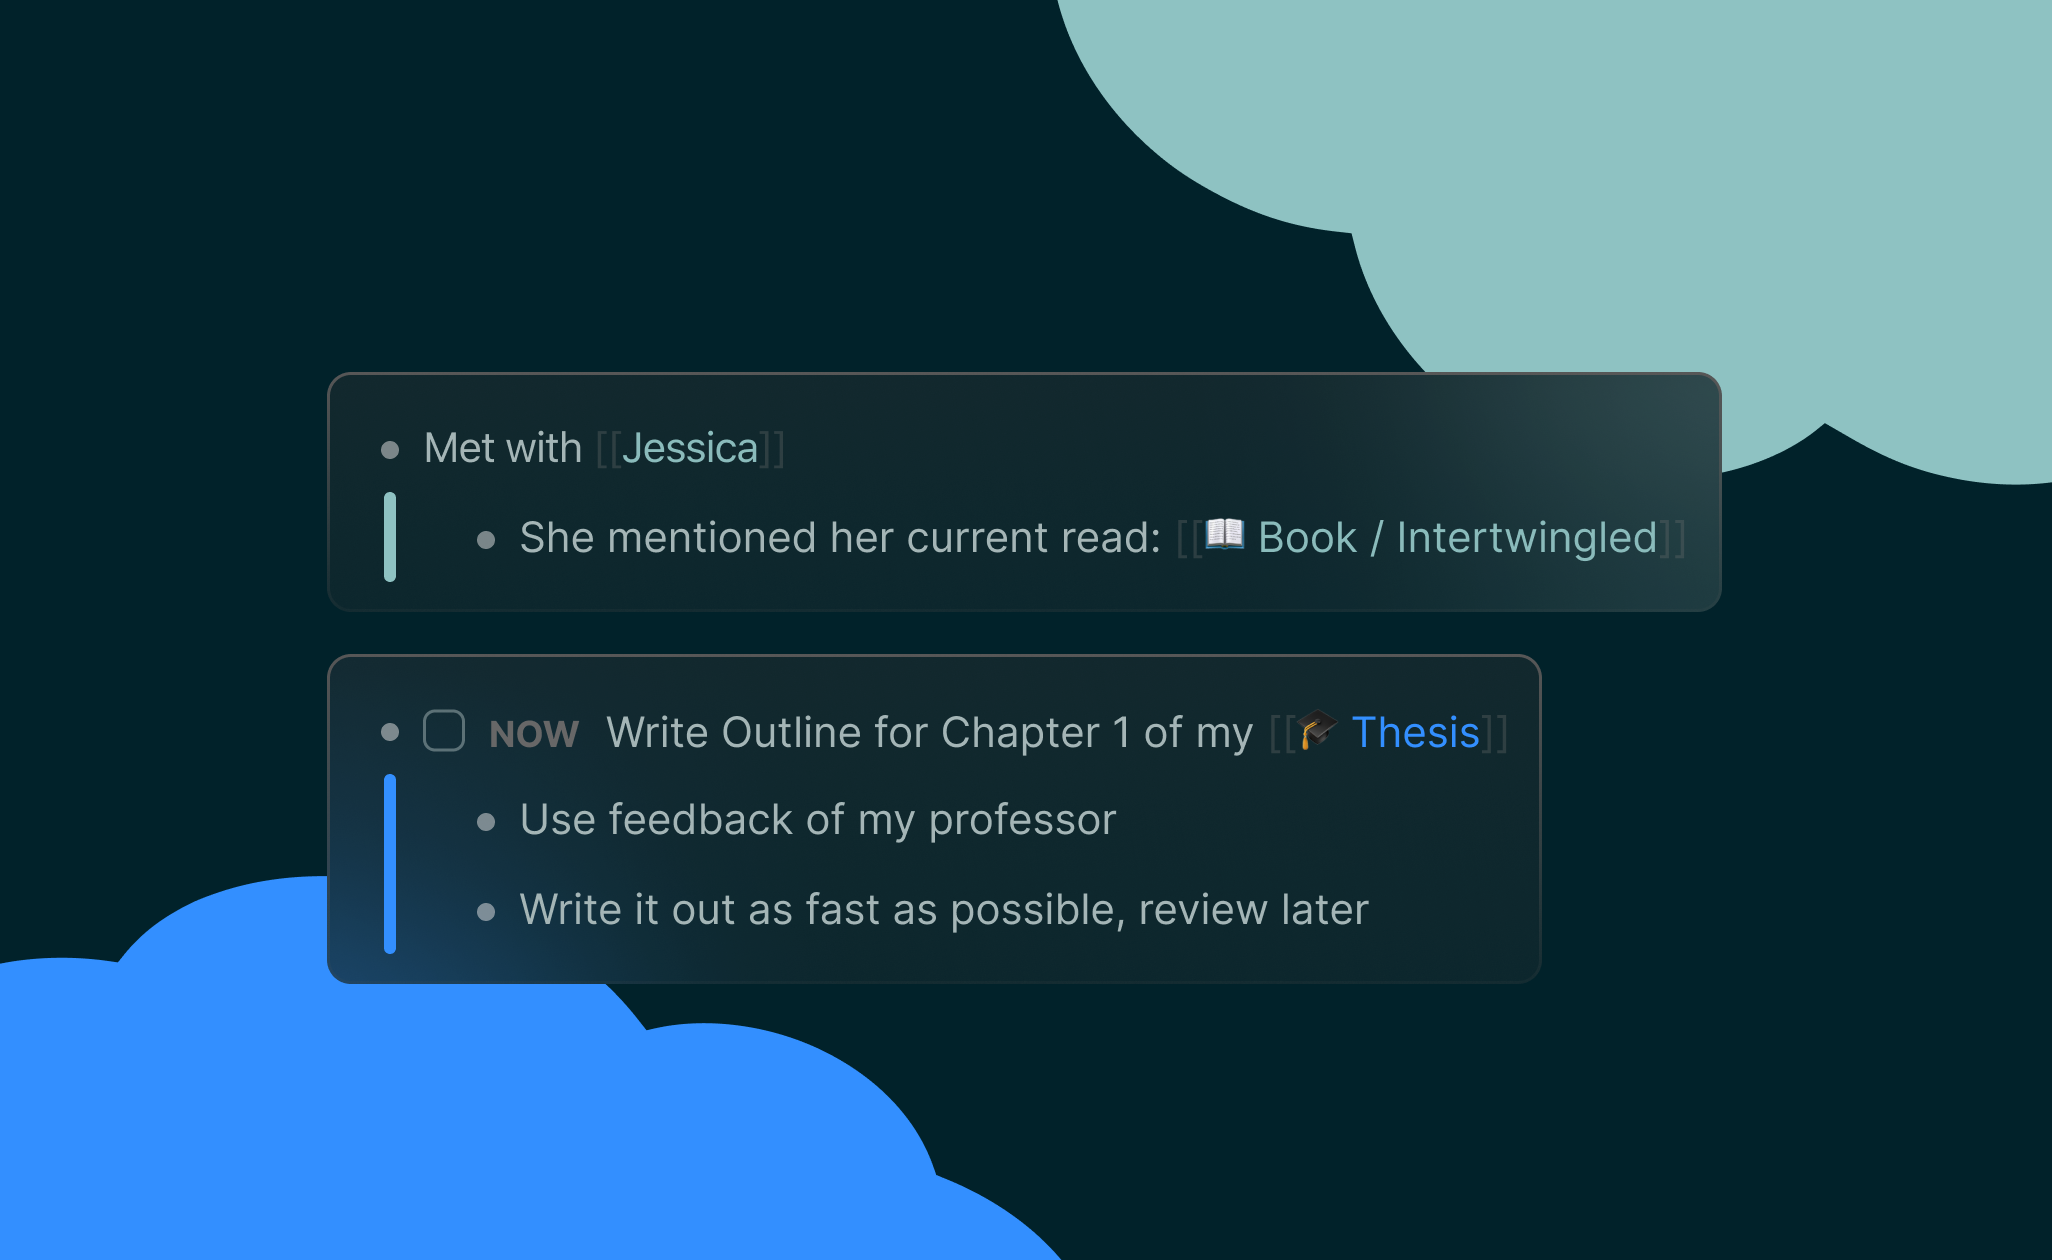 Met with [[Jessica]]
She mentioned her current read: [[📖 Book / Intertwingled]]
NOW Write Outline for Chapter 1 of my [[🎓 Thesis]]
Use feedback of my professor
Write it out as fast as possible, review later